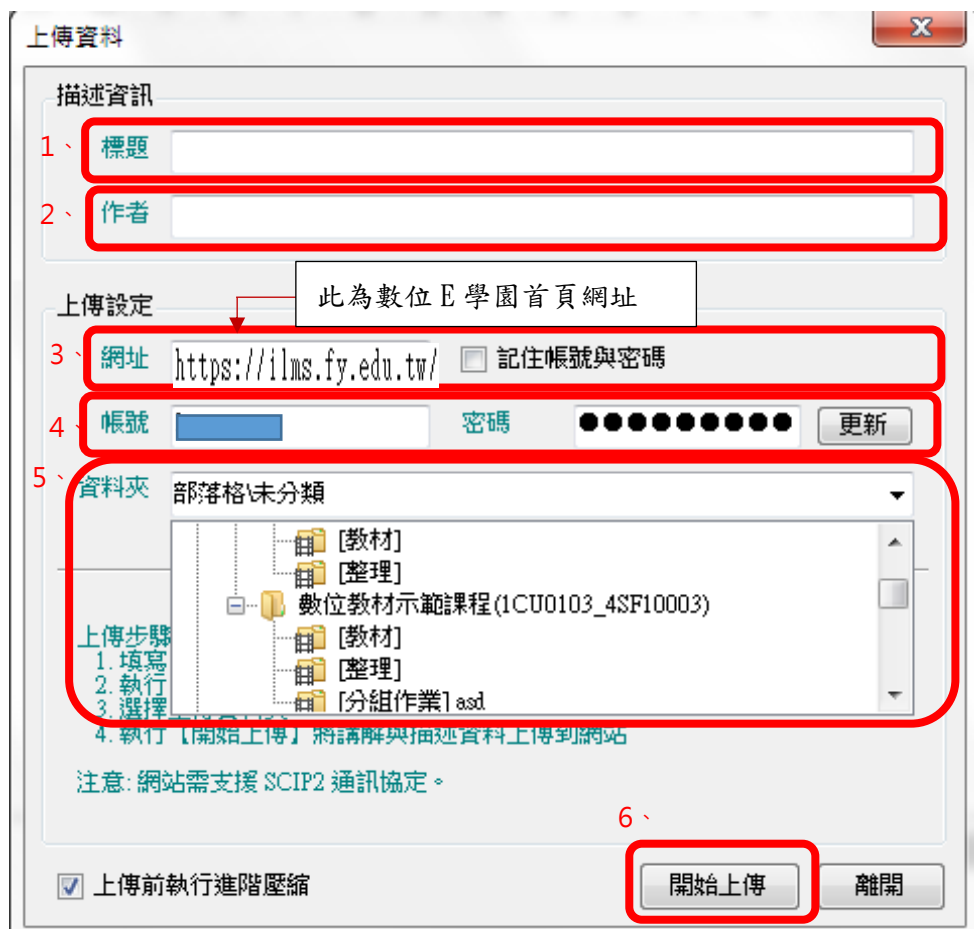 上傳資料
描述資訊
1、 標題
2、 作者
此為數位E學園首頁網址
上傳設定
3、 網址 https://ilms.fy.edu.tw/ 記住帳號與密碼
4、 帳號 密碼 ●●●●●●●●● 更新
5、 資料夾 部落格\未分類
[教材]
[整理]
數位教材示範課程(1CU0103_4SF10003)
[教材]
[整理]
[分組作業] asd
上傳步驟
1. 填寫
2. 執行
3. 選擇
4. 執行【開始上傳】將講解與描述資料上傳到網站
注意: 網站需支援 SCIP2 通訊協定。
6、
上傳前執行進階壓縮 開始上傳 離開